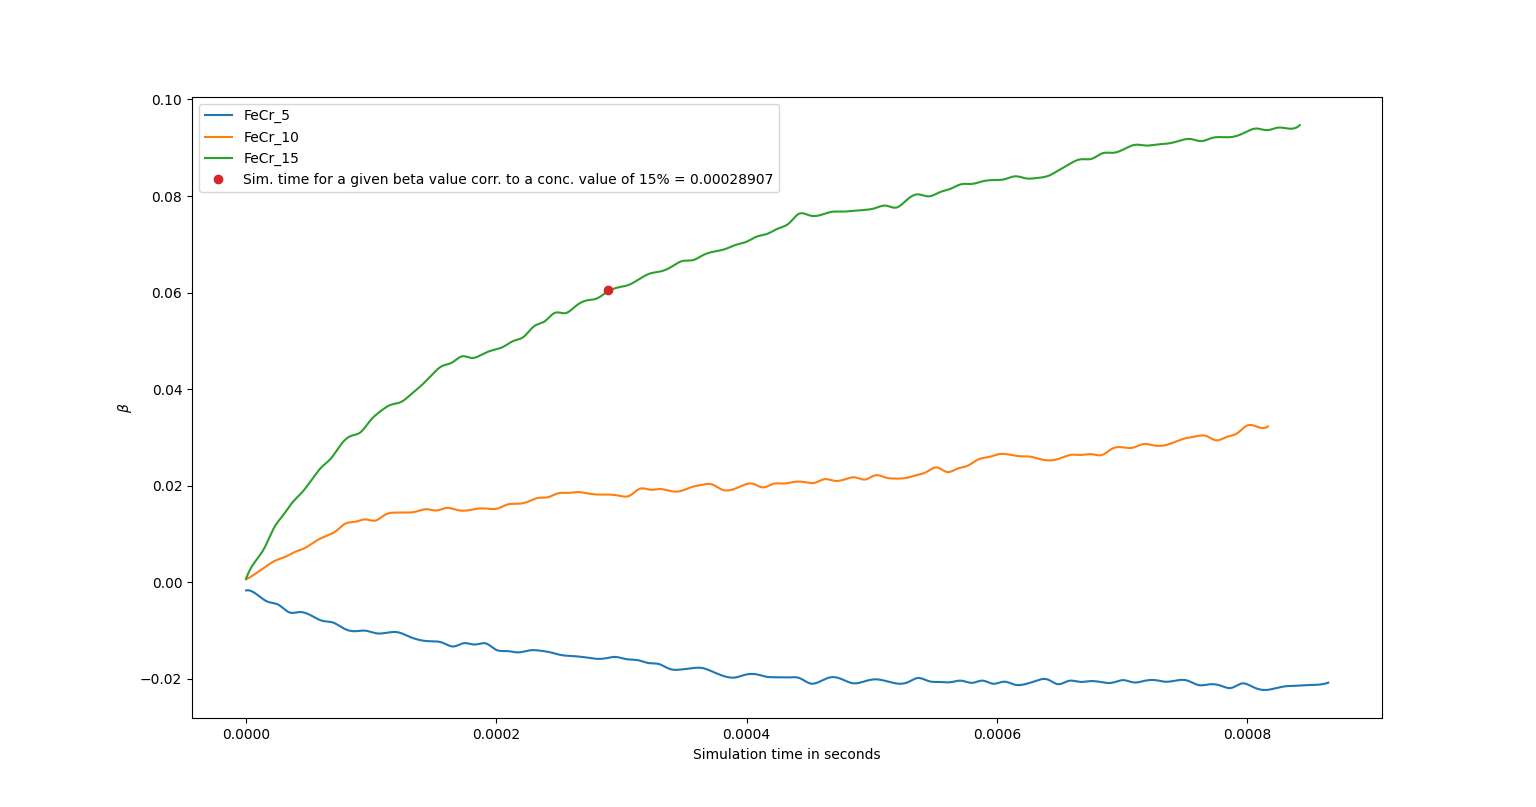 FeCr_5
FeCr_10
FeCr_15
Sim. time for a given beta value corr. to a conc. value of 15% = 0.00028907
0.10
0.08
0.06
0.04
0.02
0.00
−0.02
β
0.0000 0.0002 0.0004 0.0006 0.0008
Simulation time in seconds